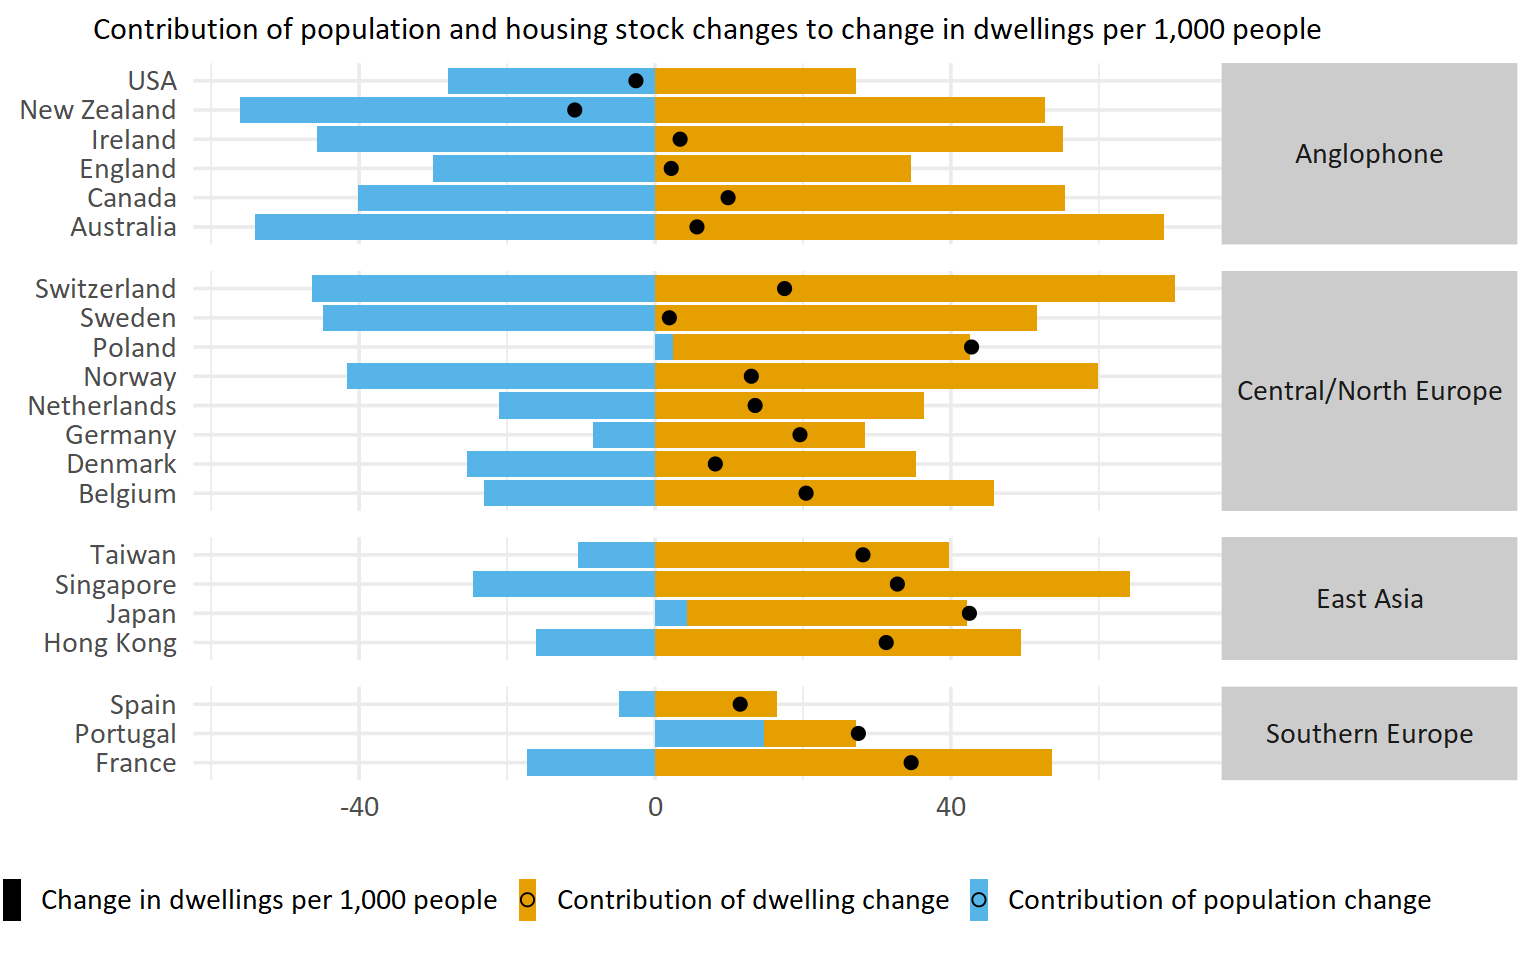 Contribution of population and housing stock changes to change in dwellings per 1,000 people
USA
New Zealand
Ireland
England
Canada
Australia
Anglophone
Switzerland
Sweden
Poland
Norway
Netherlands
Germany
Denmark
Belgium
Central/North Europe
Taiwan
Singapore
Japan
Hong Kong
East Asia
Spain
Portugal
France
Southern Europe
-40 0 40
Change in dwellings per 1,000 people Contribution of dwelling change Contribution of population change